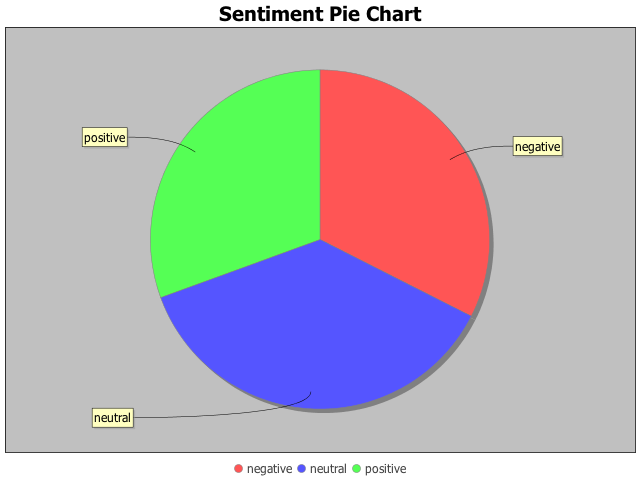 Sentiment Pie Chart
positive
negative
neutral
negative neutral positive